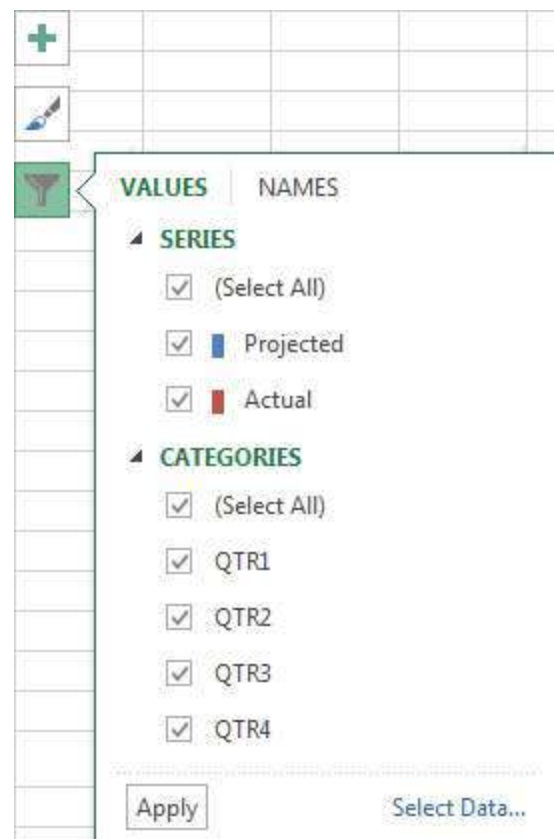 VALUES NAMES
SERIES
(Select All)
Projected
Actual
CATEGORIES
(Select All)
QTR1
QTR2
QTR3
QTR4
Apply Select Data...